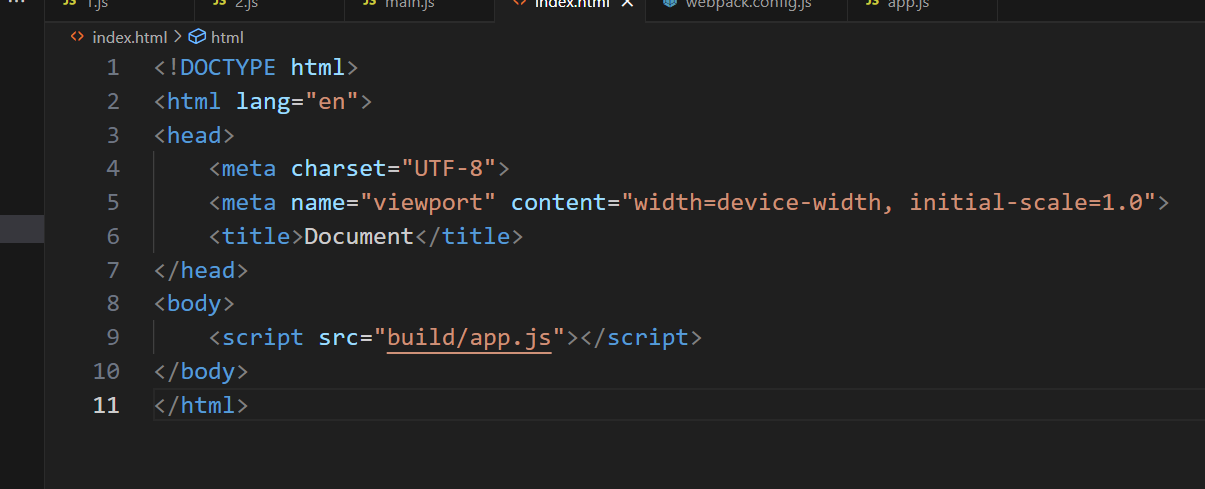 JS 1.js JS 2.js JS main.js <> index.html × webpack.config.js JS app.js
<> index.html > html
1 <!DOCTYPE html>
2 <html lang="en">
3 <head>
4 <meta charset="UTF-8">
5 <meta name="viewport" content="width=device-width, initial-scale=1.0">
6 <title>Document</title>
7 </head>
8 <body>
9 <script src="build/app.js"></script>
10 </body>
11 </html>